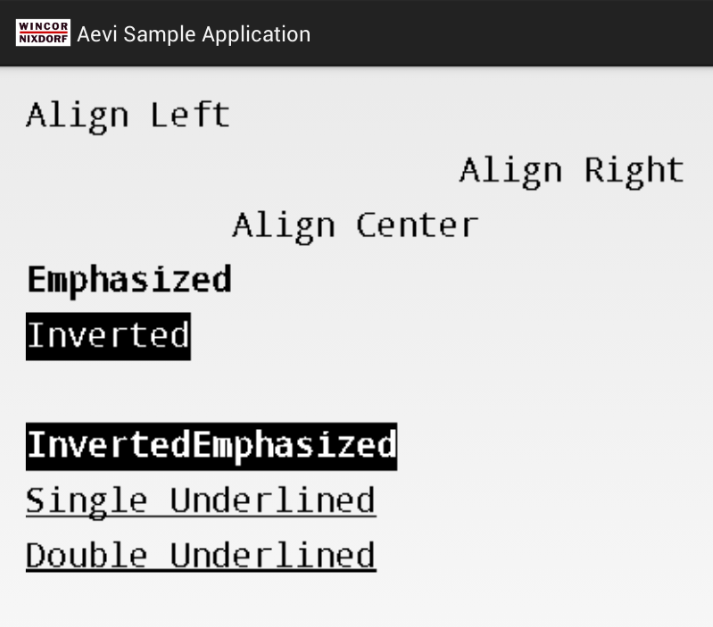 WINCOR
NIXDORF
Aevi Sample Application
Align Left
Align Right
Align Center
Emphasized
Inverted
InvertedEmphasized
Single Underlined
Double Underlined